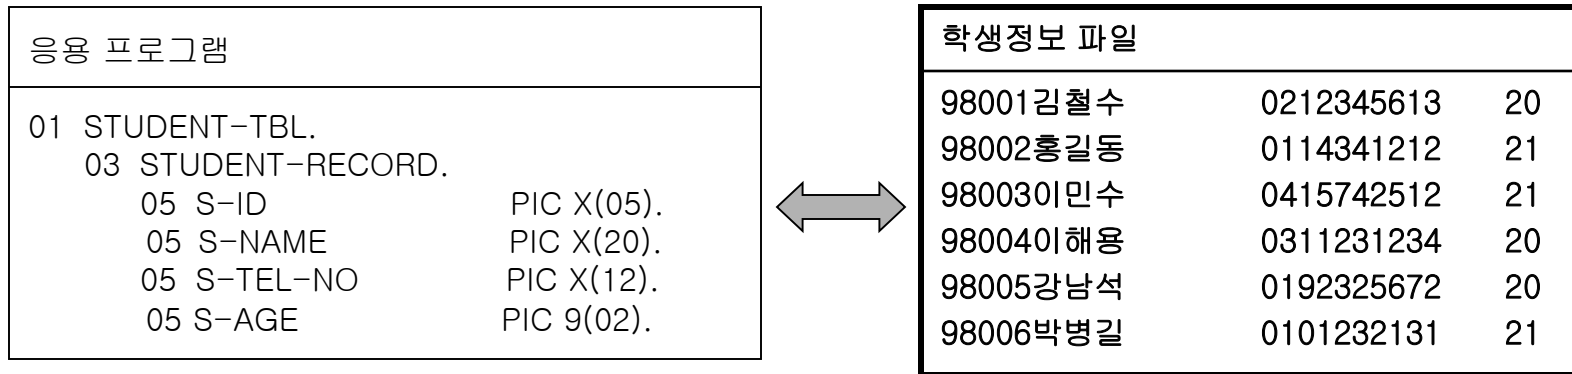 응용 프로그램
01 STUDENT-TBL.
03 STUDENT-RECORD.
05 S-ID PIC X(05).
05 S-NAME PIC X(20).
05 S-TEL-NO PIC X(12).
05 S-AGE PIC 9(02).
학생정보 파일
98001김철수 0212345613 20
98002홍길동 0114341212 21
98003이민수 0415742512 21
98004이해용 0311231234 20
98005강남석 0192325672 20
98006박병길 0101232131 21